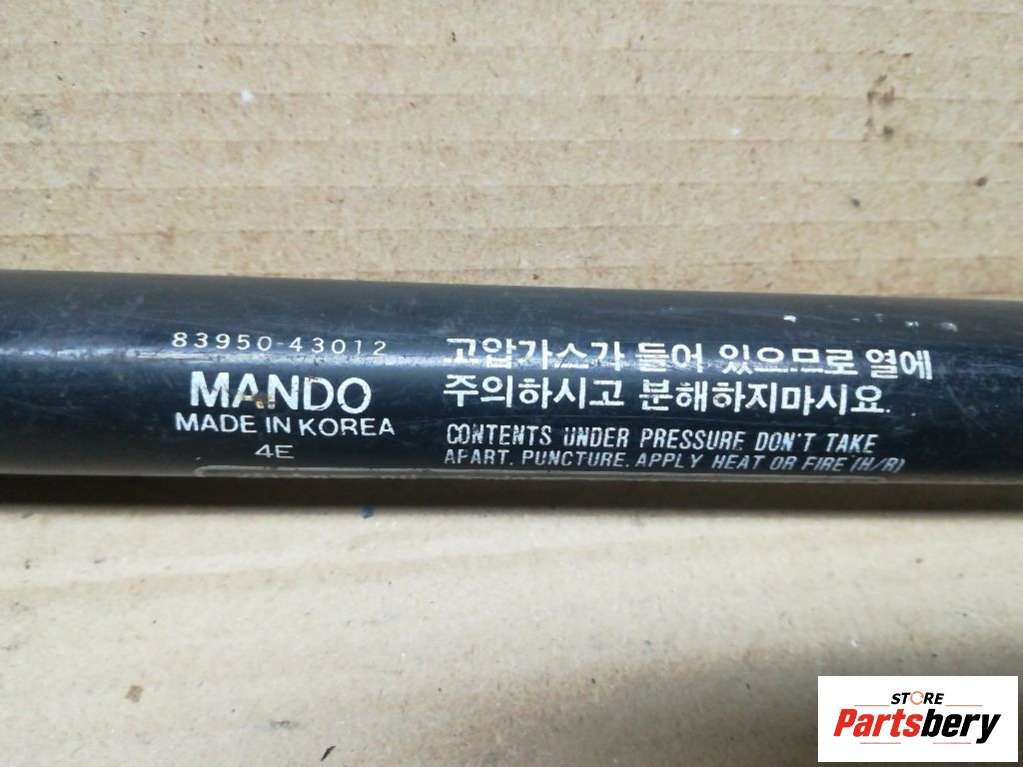 83950-43012
MANDO
MADE IN KOREA
4E
고압가스가 들어 있으므로 열에
주의하시고 분해하지마시요.
CONTENTS UNDER PRESSURE. DON'T TAKE
APART, PUNCTURE, APPLY HEAT OR FIRE (H/R)
STORE
Partsbery